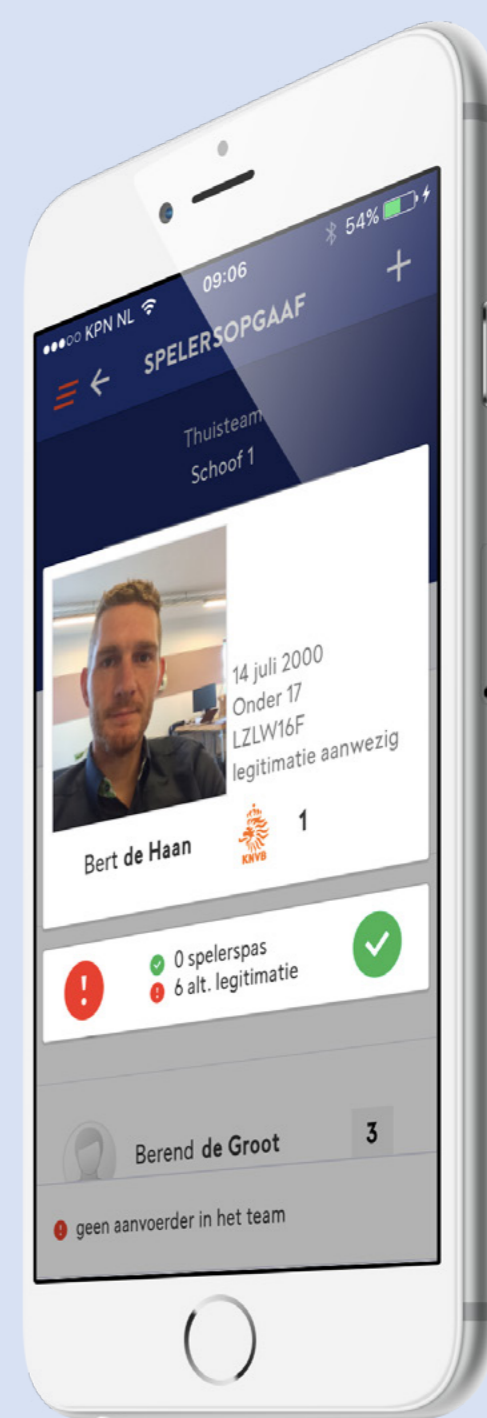 KPN NL 09:06 54%
SPELERSOPGAAF
Thuisteam
Schoof 1
14 juli 2000
Onder 17
LZLW16F
legitimatie aanwezig
Bert de Haan
KNVB
1
0 spelerspas
6 alt. legitimatie
Berend de Groot 3
geen aanvoerder in het team